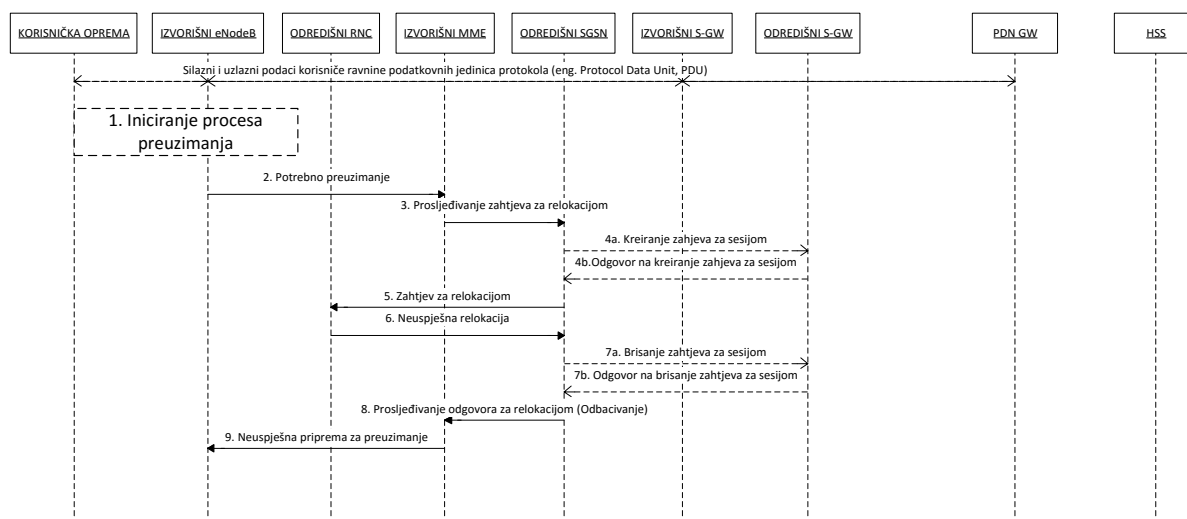 KORISNIČKA OPREMA
IZVORIŠNI eNodeB
ODREDIŠNI RNC
IZVORIŠNI MME
ODREDIŠNI SGSN
IZVORIŠNI S-GW
ODREDIŠNI S-GW
PDN GW
HSS
Silazni i uzlazni podaci korisniče ravnine podatkovnih jedinica protokola (eng. Protocol Data Unit, PDU)
1. Iniciranje procesa
preuzimanja
2. Potrebno preuzimanje
3. Prosljeđivanje zahtjeva za relokacijom
4a. Kreiranje zahjeva za sesijom
4b.Odgovor na kreiranje zahjeva za sesijom
5. Zahtjev za relokacijom
6. Neuspješna relokacija
7a. Brisanje zahtjeva za sesijom
7b. Odgovor na brisanje zahtjeva za sesijom
8. Prosljeđivanje odgovora za relokacijom (Odbacivanje)
9. Neuspješna priprema za preuzimanje